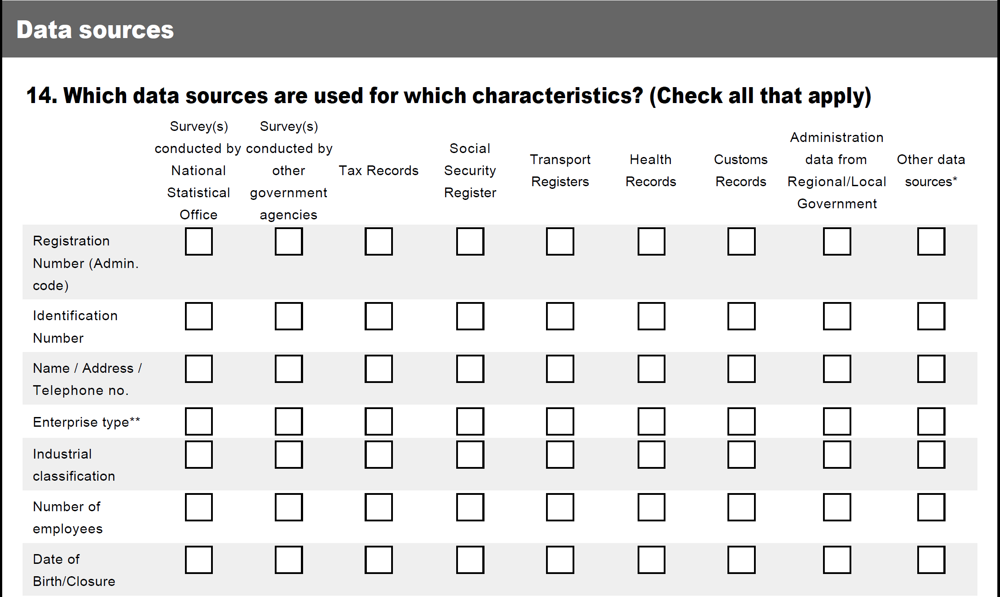 Data sources
14. Which data sources are used for which characteristics? (Check all that apply)
Survey(s)
conducted by
National
Statistical
Office
Survey(s)
conducted by
other
government
agencies
Tax Records
Social
Security
Register
Transport
Registers
Health
Records
Customs
Records
Administration
data from
Regional/Local
Government
Other data
sources*
Registration
Number (Admin.
code)
Identification
Number
Name / Address /
Telephone no.
Enterprise type**
Industrial
classification
Number of
employees
Date of
Birth/Closure